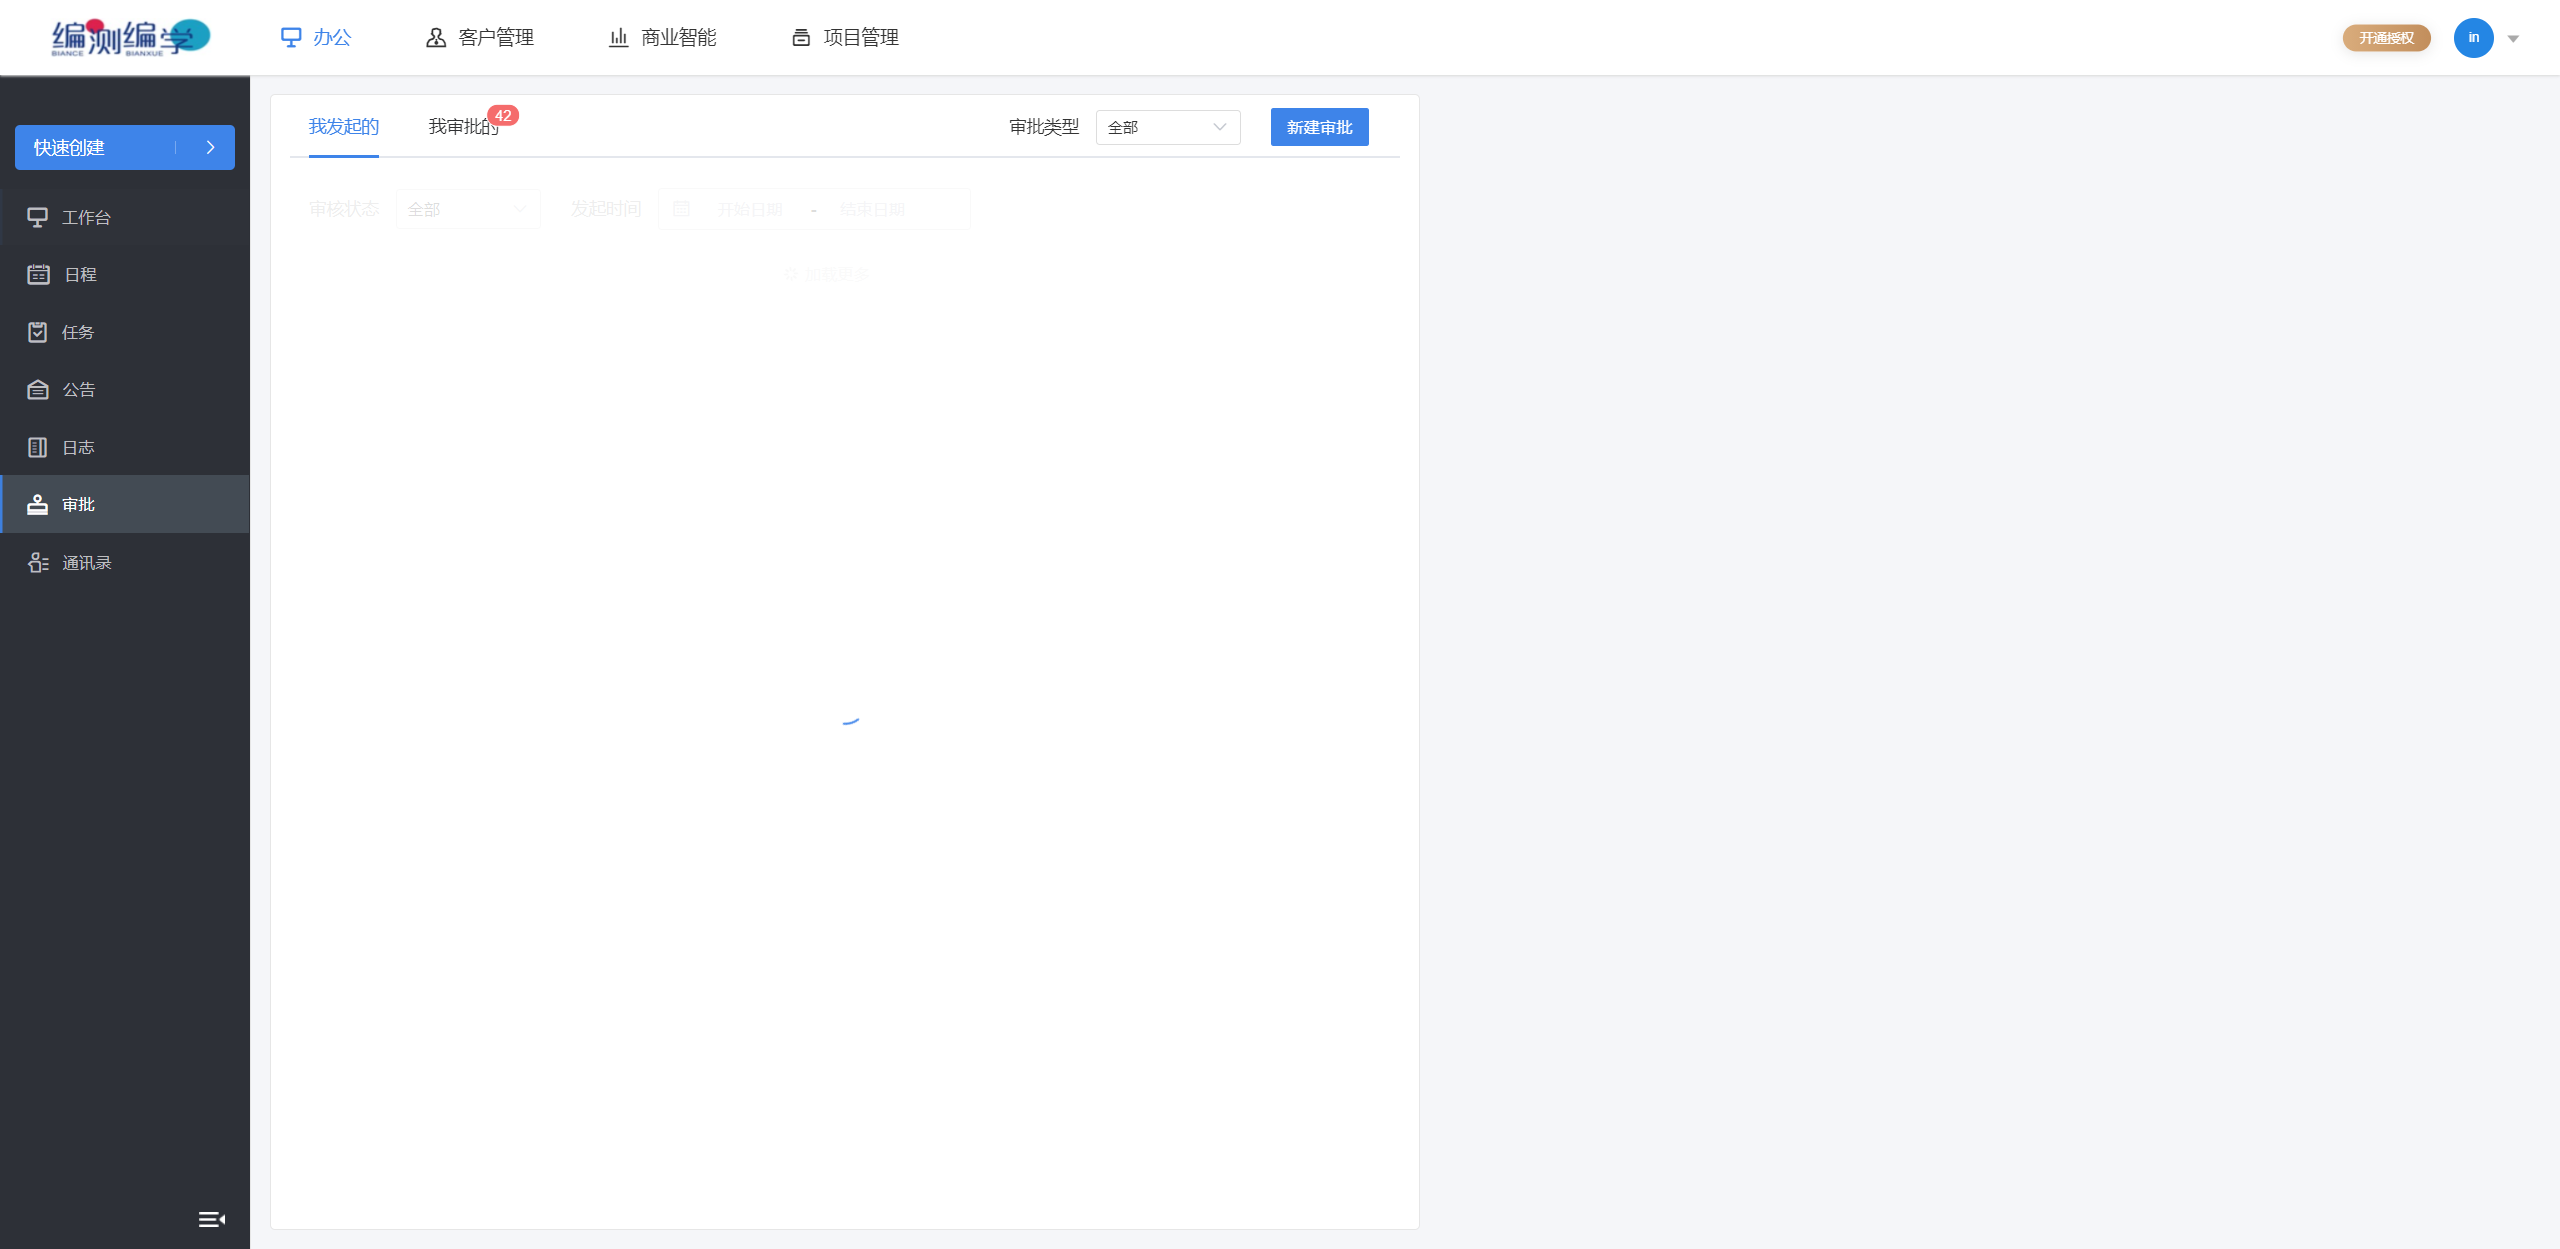 编测编学
BIANCE BIANXUE
办公
客户管理
商业智能
项目管理
开通授权
in
快速创建
工作台
日程
任务
公告
日志
审批
通讯录
我发起的
我审批的
42
审批类型
全部
新建审批
审核状态
全部
发起时间
开始日期 - 结束日期
加载更多